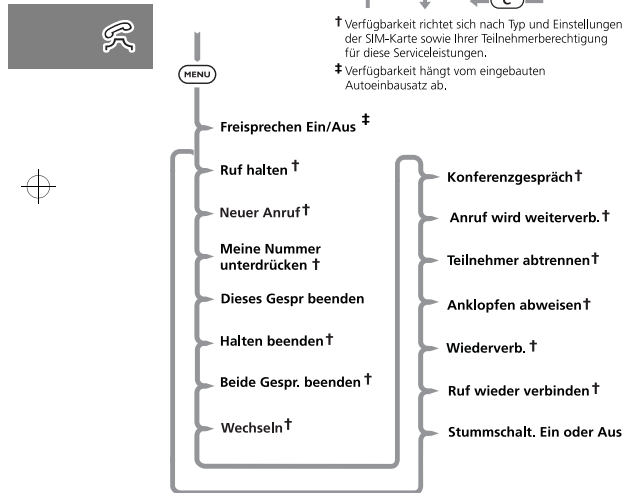 C
† Verfügbarkeit richtet sich nach Typ und Einstellungen
der SIM-Karte sowie Ihrer Teilnehmerberechtigung
für diese Serviceleistungen.
‡ Verfügbarkeit hängt vom eingebauten
Autoeinbausatz ab.
MENU
Freisprechen Ein/Aus ‡
Ruf halten †
Neuer Anruf †
Meine Nummer
unterdrücken †
Dieses Gespr beenden
Halten beenden †
Beide Gespr. beenden †
Wechseln †
Konferenzgespräch †
Anruf wird weiterverb. †
Teilnehmer abtrennen †
Anklopfen abweisen †
Wiederverb. †
Ruf wieder verbinden †
Stummschalt. Ein oder Aus